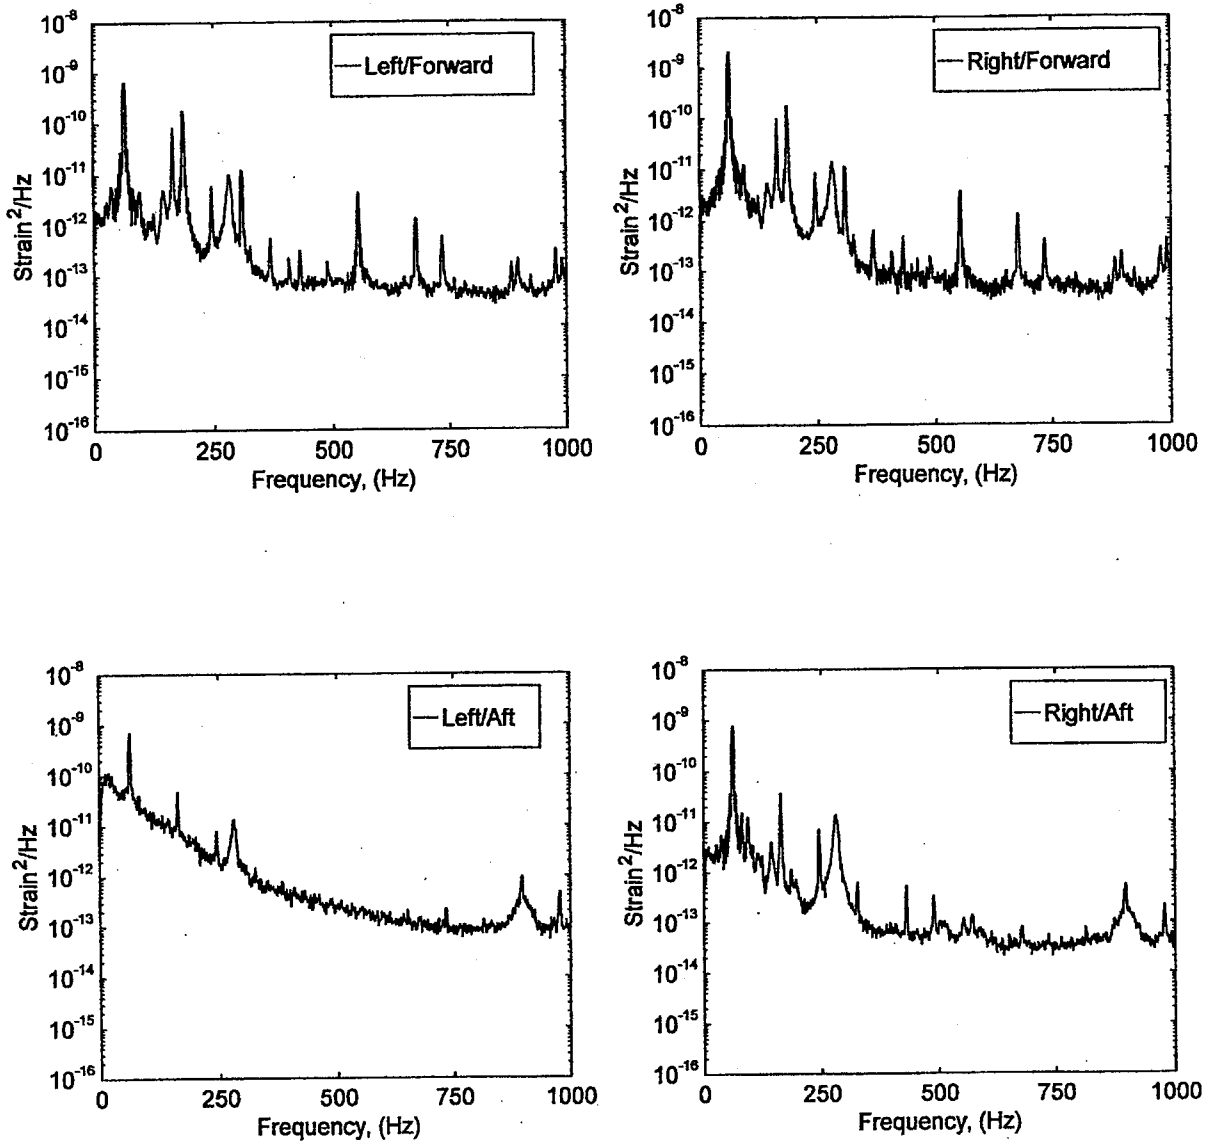 10⁻⁸
10⁻⁹
10⁻¹⁰
10⁻¹¹
10⁻¹²
10⁻¹³
10⁻¹⁴
10⁻¹⁵
10⁻¹⁶
Strain²/Hz
Left/Forward
0 250 500 750 1000
Frequency, (Hz)
10⁻⁸
10⁻⁹
10⁻¹⁰
10⁻¹¹
10⁻¹²
10⁻¹³
10⁻¹⁴
10⁻¹⁵
10⁻¹⁶
Strain²/Hz
Right/Forward
0 250 500 750 1000
Frequency, (Hz)
10⁻⁸
10⁻⁹
10⁻¹⁰
10⁻¹¹
10⁻¹²
10⁻¹³
10⁻¹⁴
10⁻¹⁵
10⁻¹⁶
Strain²/Hz
Left/Aft
0 250 500 750 1000
Frequency, (Hz)
10⁻⁸
10⁻⁹
10⁻¹⁰
10⁻¹¹
10⁻¹²
10⁻¹³
10⁻¹⁴
10⁻¹⁵
10⁻¹⁶
Strain²/Hz
Right/Aft
0 250 500 750 1000
Frequency, (Hz)